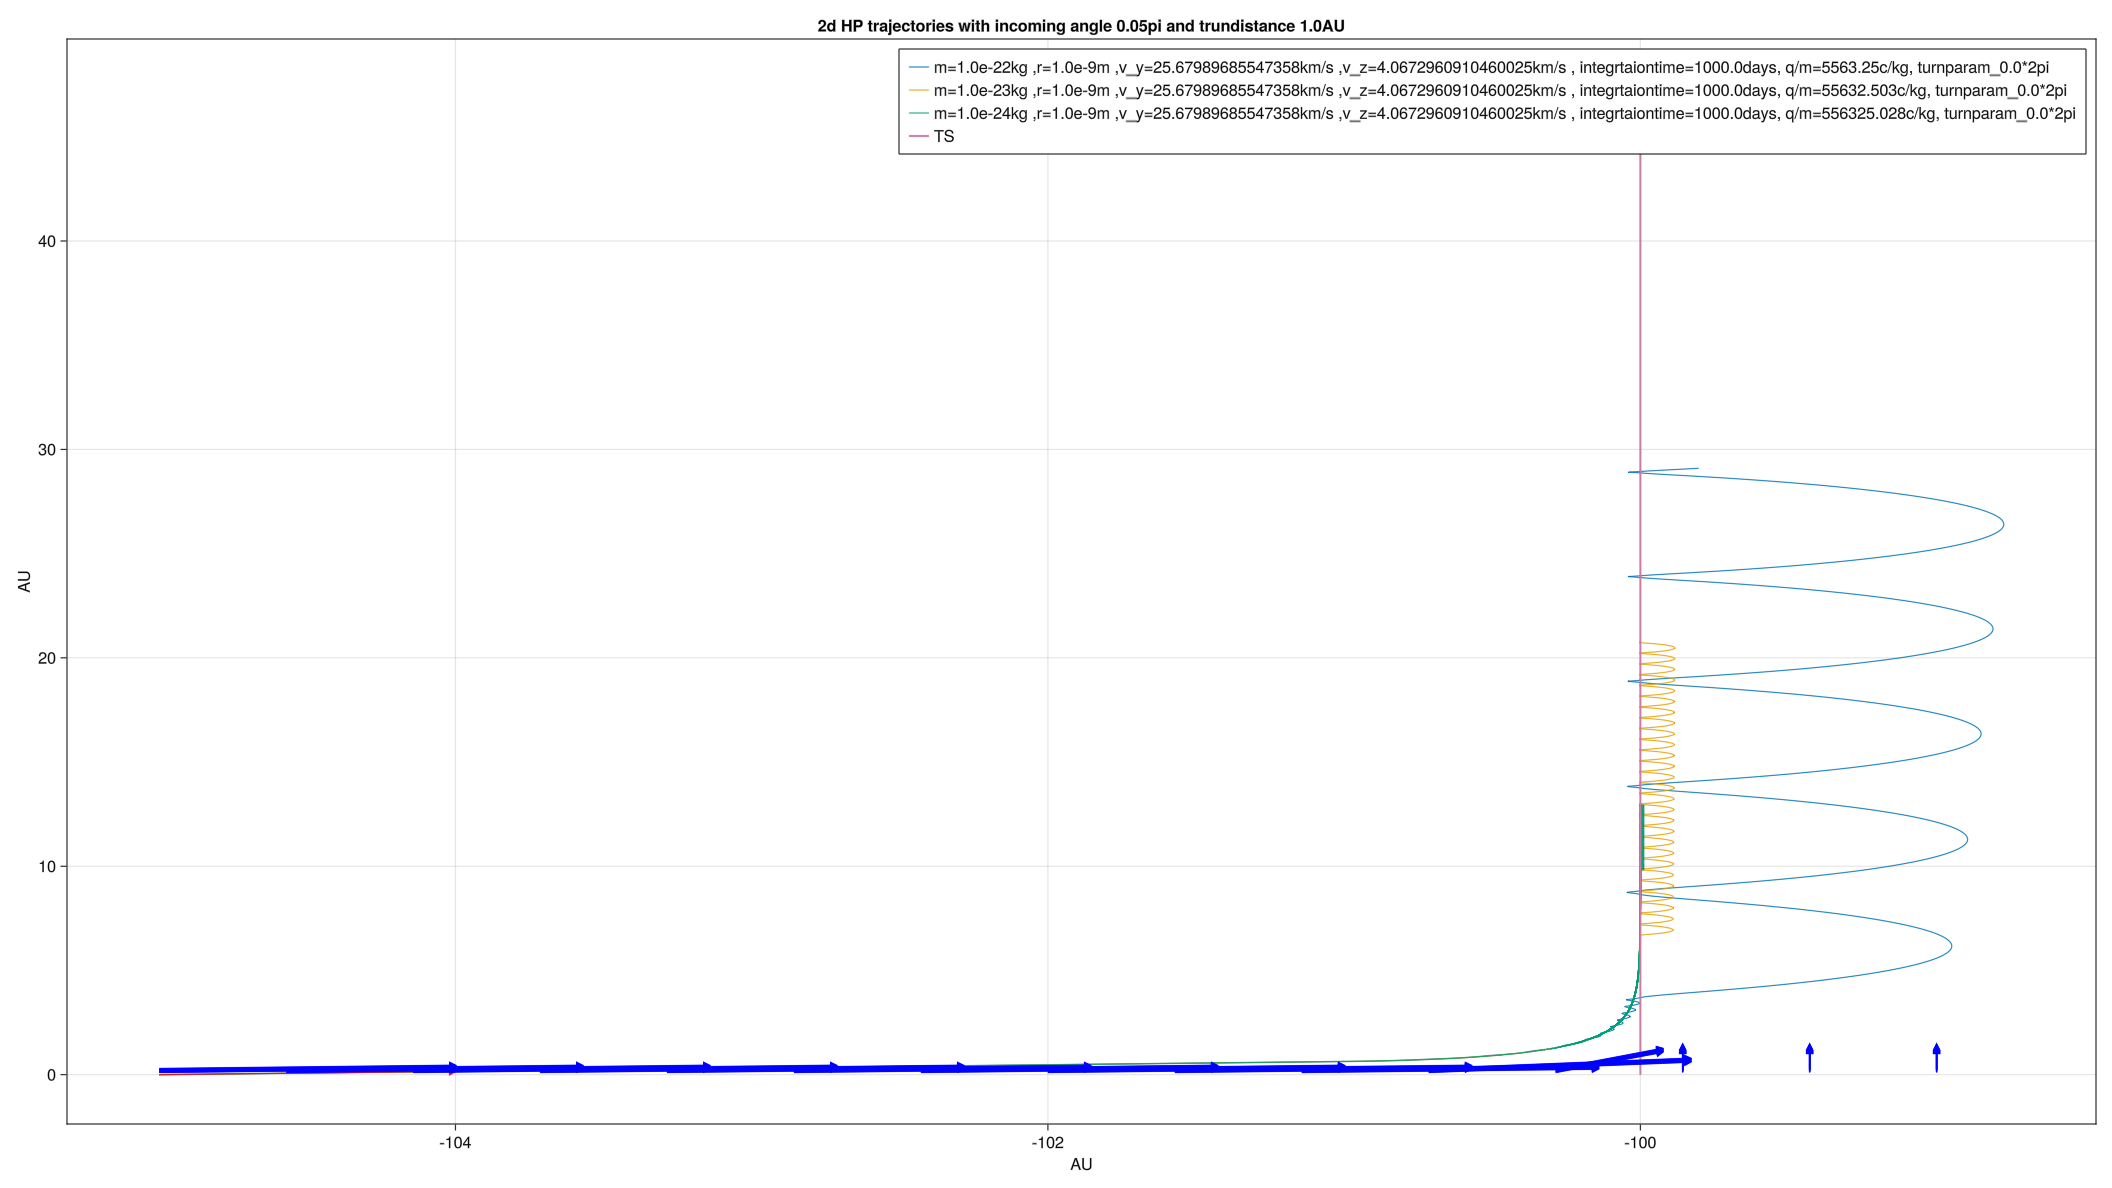 2d HP trajectories with incoming angle 0.05pi and trundistance 1.0AU
m=1.0e-22kg ,r=1.0e-9m ,v_y=25.67989685547358km/s ,v_z=4.0672960910460025km/s , integrtaiontime=1000.0days, q/m=5563.25c/kg, turnparam_0.0*2pi
m=1.0e-23kg ,r=1.0e-9m ,v_y=25.67989685547358km/s ,v_z=4.0672960910460025km/s , integrtaiontime=1000.0days, q/m=55632.503c/kg, turnparam_0.0*2pi
m=1.0e-24kg ,r=1.0e-9m ,v_y=25.67989685547358km/s ,v_z=4.0672960910460025km/s , integrtaiontime=1000.0days, q/m=556325.028c/kg, turnparam_0.0*2pi
TS
40
30
20
10
0
AU
-104
-102
-100
AU